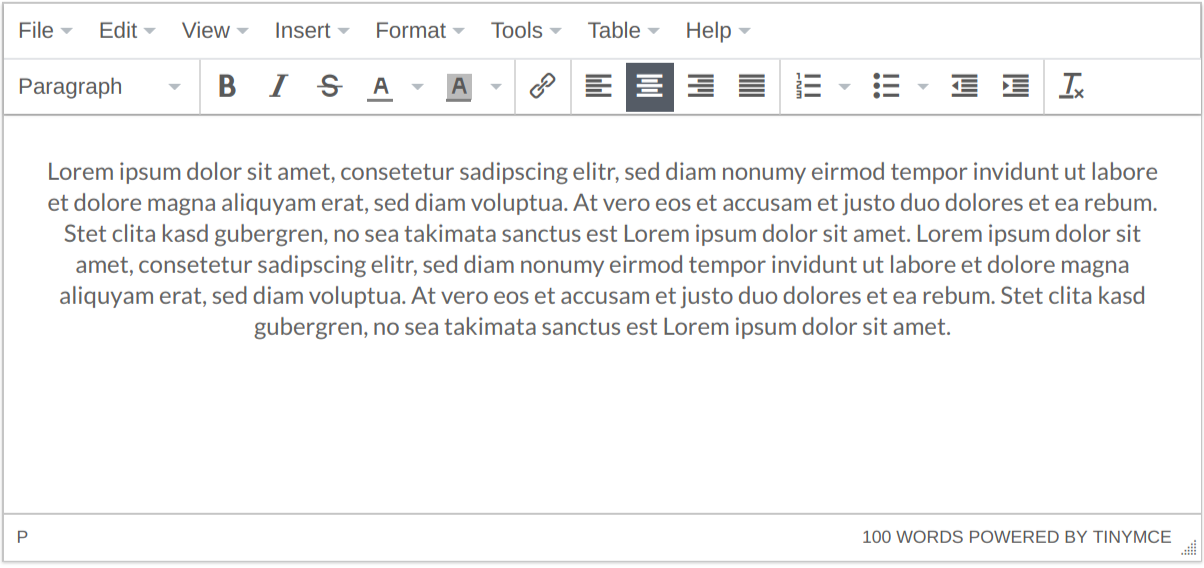 File Edit View Insert Format Tools Table Help
Paragraph B I S A A 1 2 3 T x
Lorem ipsum dolor sit amet, consetetur sadipscing elitr, sed diam nonumy eirmod tempor invidunt ut labore
et dolore magna aliquyam erat, sed diam voluptua. At vero eos et accusam et justo duo dolores et ea rebum.
Stet clita kasd gubergren, no sea takimata sanctus est Lorem ipsum dolor sit amet. Lorem ipsum dolor sit
amet, consetetur sadipscing elitr, sed diam nonumy eirmod tempor invidunt ut labore et dolore magna
aliquyam erat, sed diam voluptua. At vero eos et accusam et justo duo dolores et ea rebum. Stet clita kasd
gubergren, no sea takimata sanctus est Lorem ipsum dolor sit amet.
P 100 WORDS POWERED BY TINYMCE